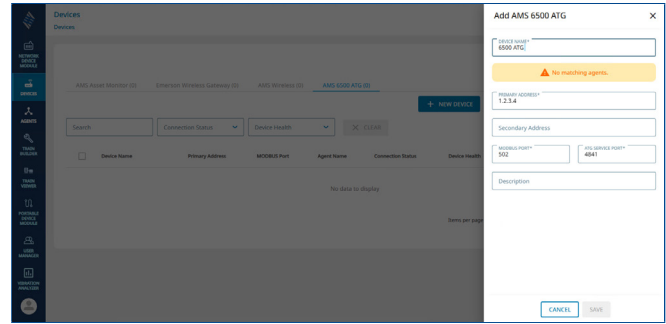 Devices
Devices
NETWORK
DEVICE
MODULE
DEVICES
AGENTS
TRAIN
BUILDER
TRAIN
VIEWER
PORTABLE
DEVICE
MODULE
USER
MANAGER
VIBRATION
ANALYZER
AMS Asset Monitor (0) Emerson Wireless Gateway (0) AMS Wireless (0) AMS 6500 ATG (0)
+ NEW DEVICE
Search Connection Status Device Health X CLEAR
Device Name Primary Address MODBUS Port Agent Name Connection Status Device Health
No data to display
Items per page
Add AMS 6500 ATG X
DEVICE NAME*
6500 ATG
No matching agents.
PRIMARY ADDRESS*
1.2.3.4
Secondary Address
MODBUS PORT* ATG SERVICE PORT*
502 4841
Description
CANCEL SAVE